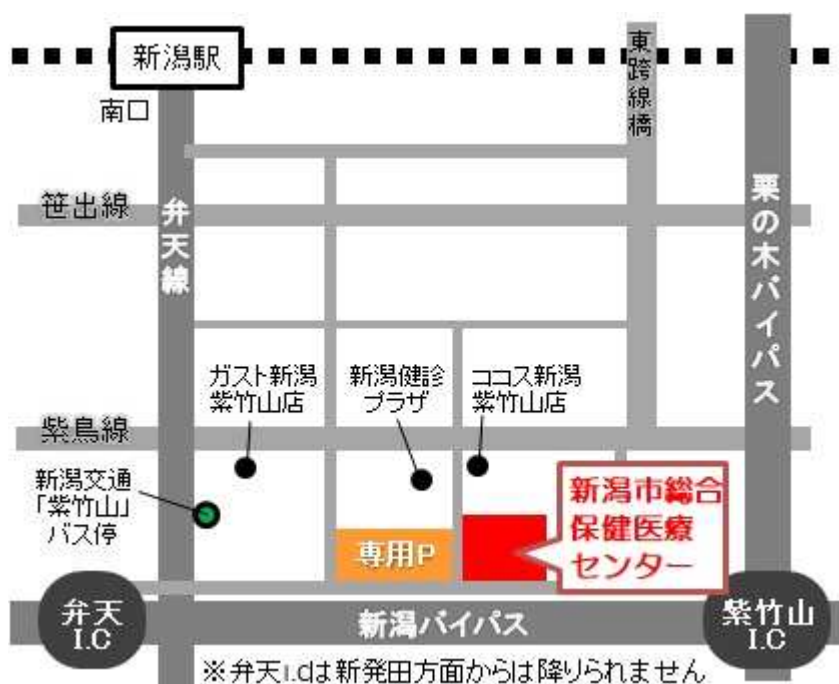 新潟駅
南口
東跨線橋
笹出線
弁天線
栗の木バイパス
ガスト新潟
紫竹山店
新潟健診
プラザ
ココス新潟
紫竹山店
紫鳥線
新潟交通
「紫竹山」
バス停
専用P
新潟市総合
保健医療
センター
弁天
I.C
新潟バイパス
紫竹山
I.C
※弁天I.Cは新発田方面からは降りられません